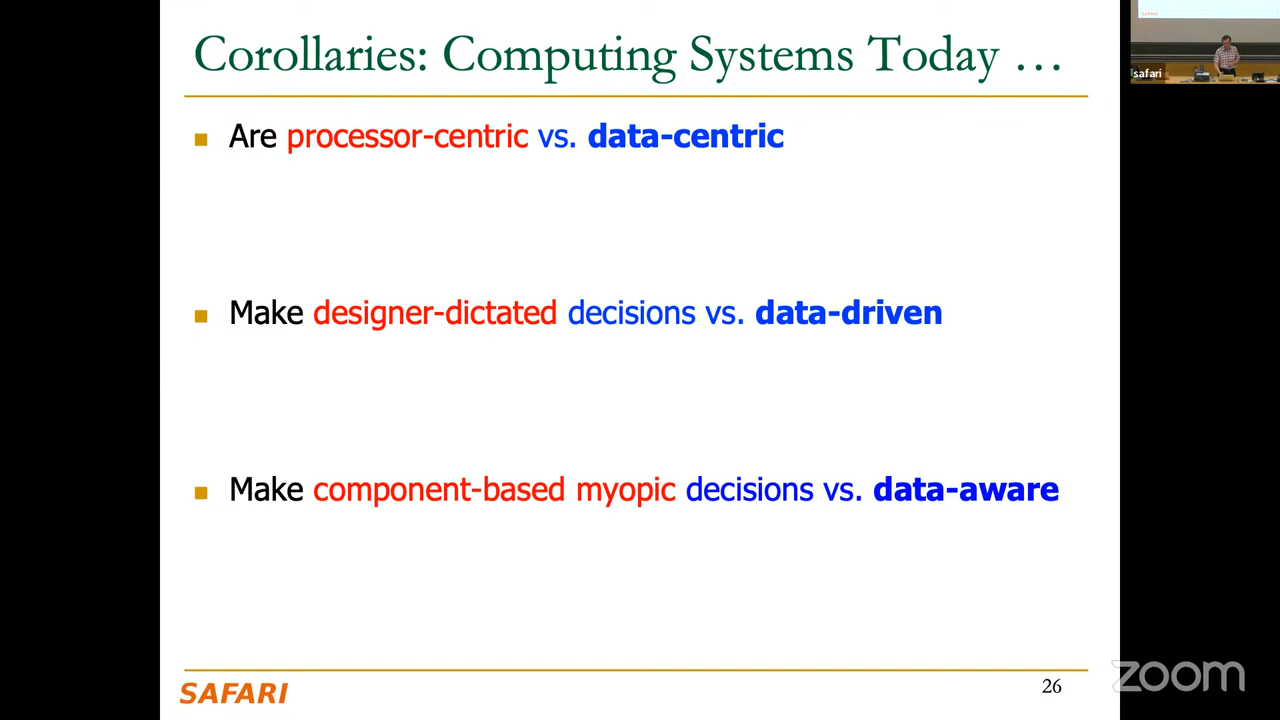 Corollaries: Computing Systems Today …
Are processor-centric vs. data-centric
Make designer-dictated decisions vs. data-driven
Make component-based myopic decisions vs. data-aware
SAFARI
26
safari
zoom